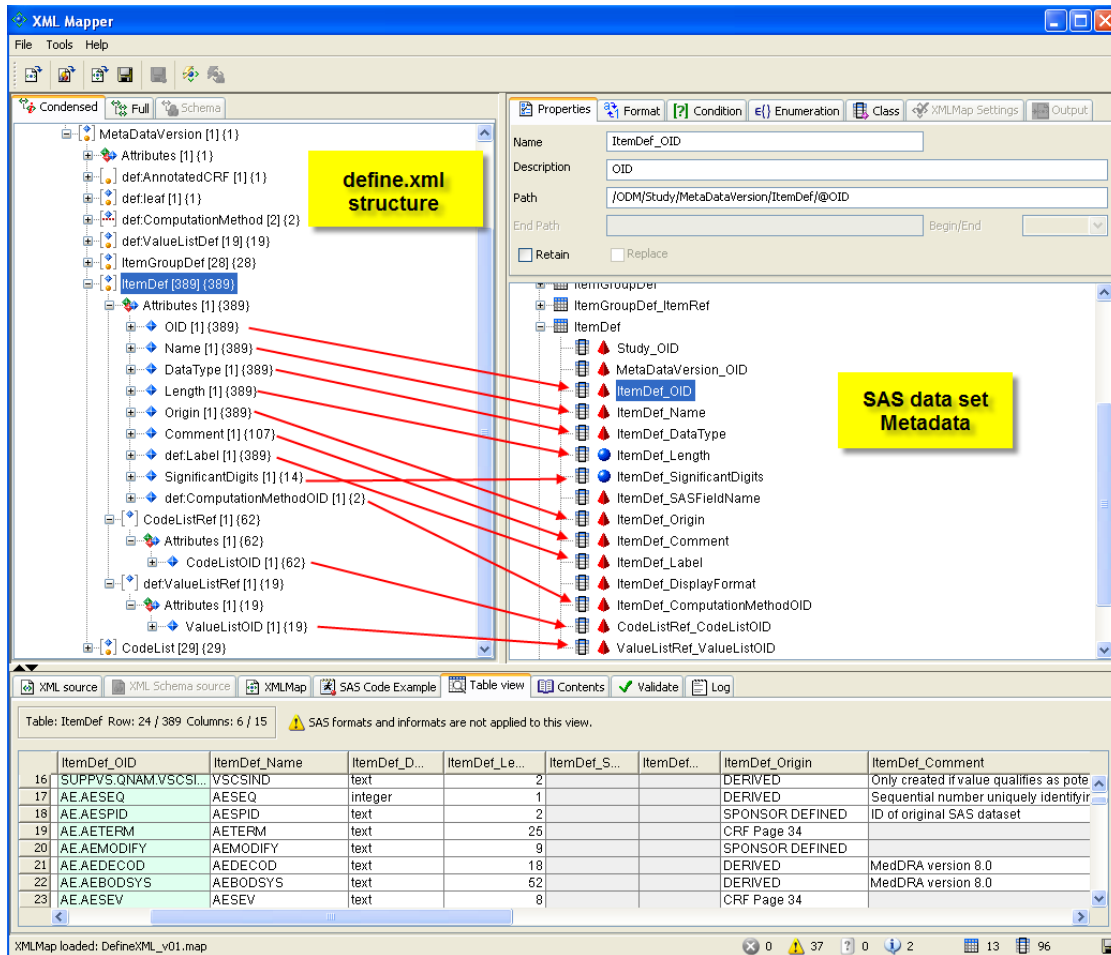 XML Mapper
File Tools Help
Condensed Full Schema
MetaDataVersion [1] {1}
Attributes [1] {1}
def:AnnotatedCRF [1] {1}
def:leaf [1] {1}
def:ComputationMethod [2] {2}
def:ValueListDef [19] {19}
ItemGroupDef [28] {28}
ItemDef [389] {389}
Attributes [1] {389}
OID [1] {389}
Name [1] {389}
DataType [1] {389}
Length [1] {389}
Origin [1] {389}
Comment [1] {107}
def:Label [1] {389}
SignificantDigits [1] {14}
def:ComputationMethodOID [1] {2}
CodeListRef [1] {62}
Attributes [1] {62}
CodeListOID [1] {62}
def:ValueListRef [1] {19}
Attributes [1] {19}
ValueListOID [1] {19}
CodeList [29] {29}
define.xml
structure
Properties Format [?] Condition ε{} Enumeration Class XMLMap Settings Output
Name ItemDef_OID
Description OID
Path /ODM/Study/MetaDataVersion/ItemDef/@OID
End Path Begin/End
Retain Replace
ItemGroupDef
ItemGroupDef_ItemRef
ItemDef
Study_OID
MetaDataVersion_OID
ItemDef_OID
ItemDef_Name
ItemDef_DataType
ItemDef_Length
ItemDef_SignificantDigits
ItemDef_SASFieldName
ItemDef_Origin
ItemDef_Comment
ItemDef_Label
ItemDef_DisplayFormat
ItemDef_ComputationMethodOID
CodeListRef_CodeListOID
ValueListRef_ValueListOID
SAS data set
Metadata
XML source XML Schema source XMLMap SAS Code Example Table view Contents Validate Log
Table: ItemDef Row: 24 / 389 Columns: 6 / 15 SAS formats and informats are not applied to this view.
ItemDef_OID ItemDef_Name ItemDef_D... ItemDef_Le... ItemDef_S... ItemDef... ItemDef_Origin ItemDef_Comment
16 SUPPVS.QNAM.VSCSI... VSCSIND text 2 DERIVED Only created if value qualifies as pote
17 AE.AESEQ AESEQ integer 1 DERIVED Sequential number uniquely identifyin
18 AE.AESPID AESPID text 2 SPONSOR DEFINED ID of original SAS dataset
19 AE.AETERM AETERM text 25 CRF Page 34
20 AE.AEMODIFY AEMODIFY text 9 SPONSOR DEFINED
21 AE.AEDECOD AEDECOD text 18 DERIVED MedDRA version 8.0
22 AE.AEBODSYS AEBODSYS text 52 DERIVED MedDRA version 8.0
23 AE.AESEV AESEV text 8 CRF Page 34
XMLMap loaded: DefineXML_v01.map 0 37 0 2 13 96